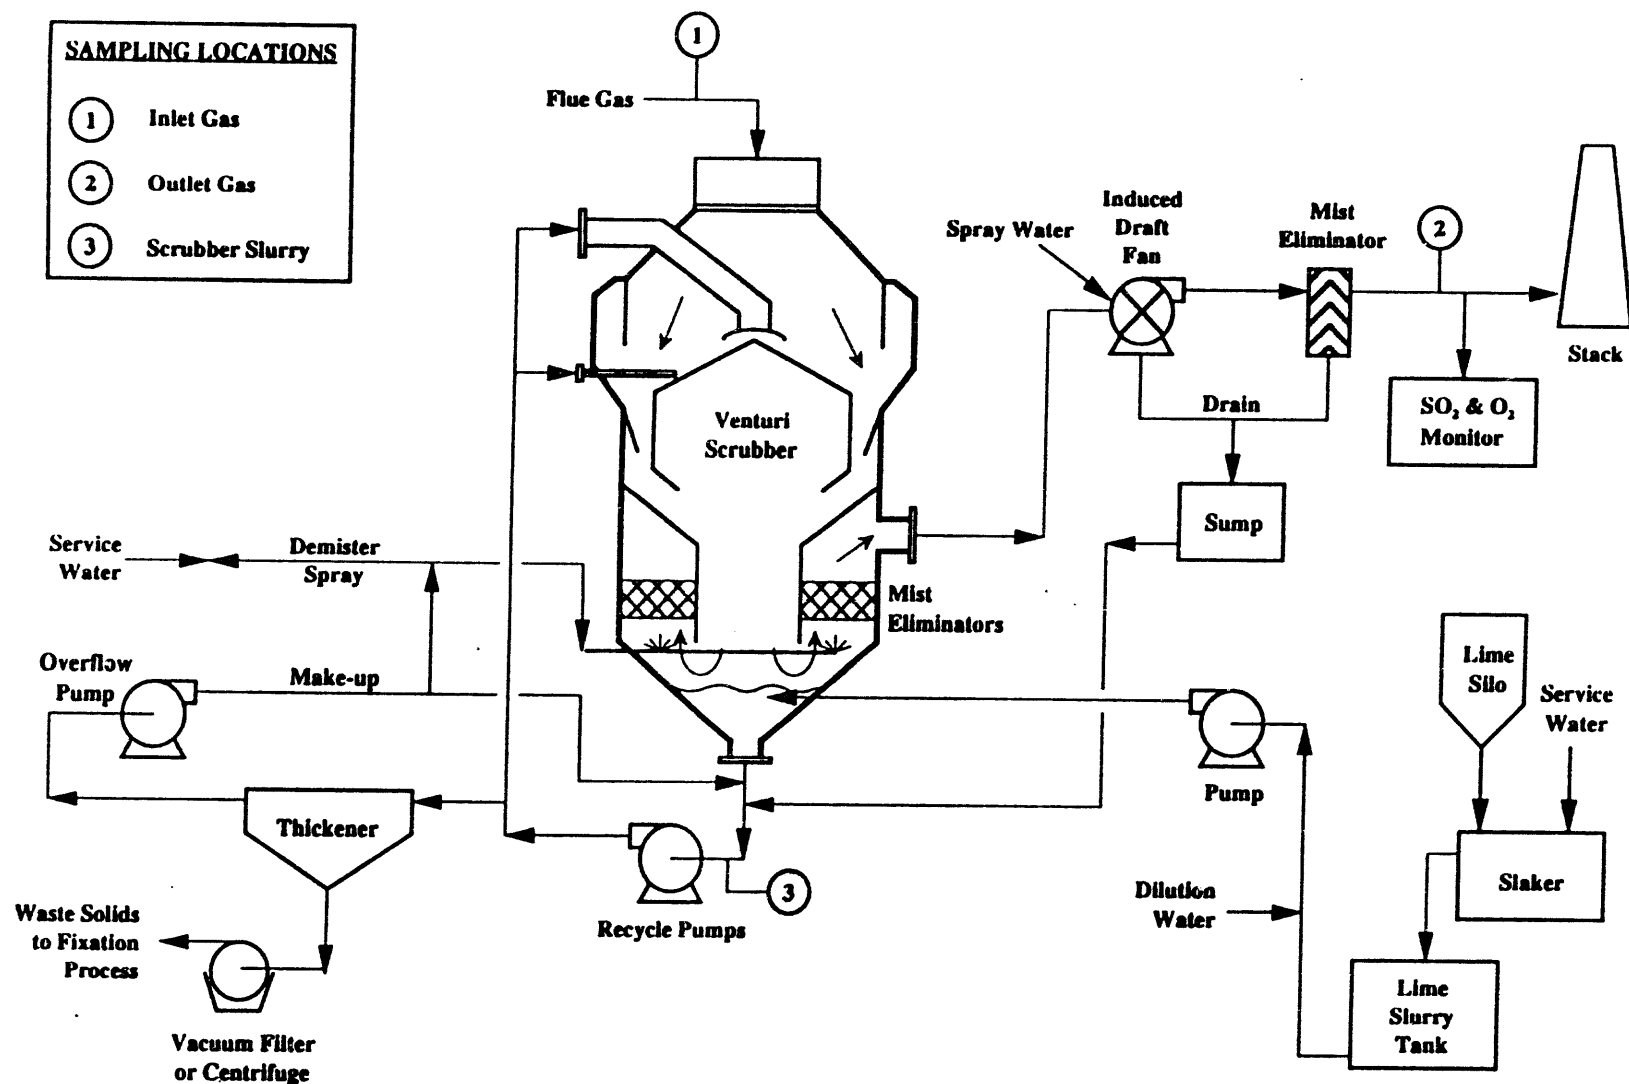 SAMPLING LOCATIONS
1 Inlet Gas
2 Outlet Gas
3 Scrubber Slurry
1
Flue Gas
Spray Water
Induced
Draft
Fan
Mist
Eliminator
2
Stack
SO₂ & O₂
Monitor
Drain
Sump
Venturi
Scrubber
Service
Water
Demister
Spray
Mist
Eliminators
Overflow
Pump
Make-up
Thickener
Waste Solids
to Fixation
Process
Vacuum Filter
or Centrifuge
Recycle Pumps
3
Pump
Lime
Silo
Service
Water
Slaker
Dilution
Water
Lime
Slurry
Tank